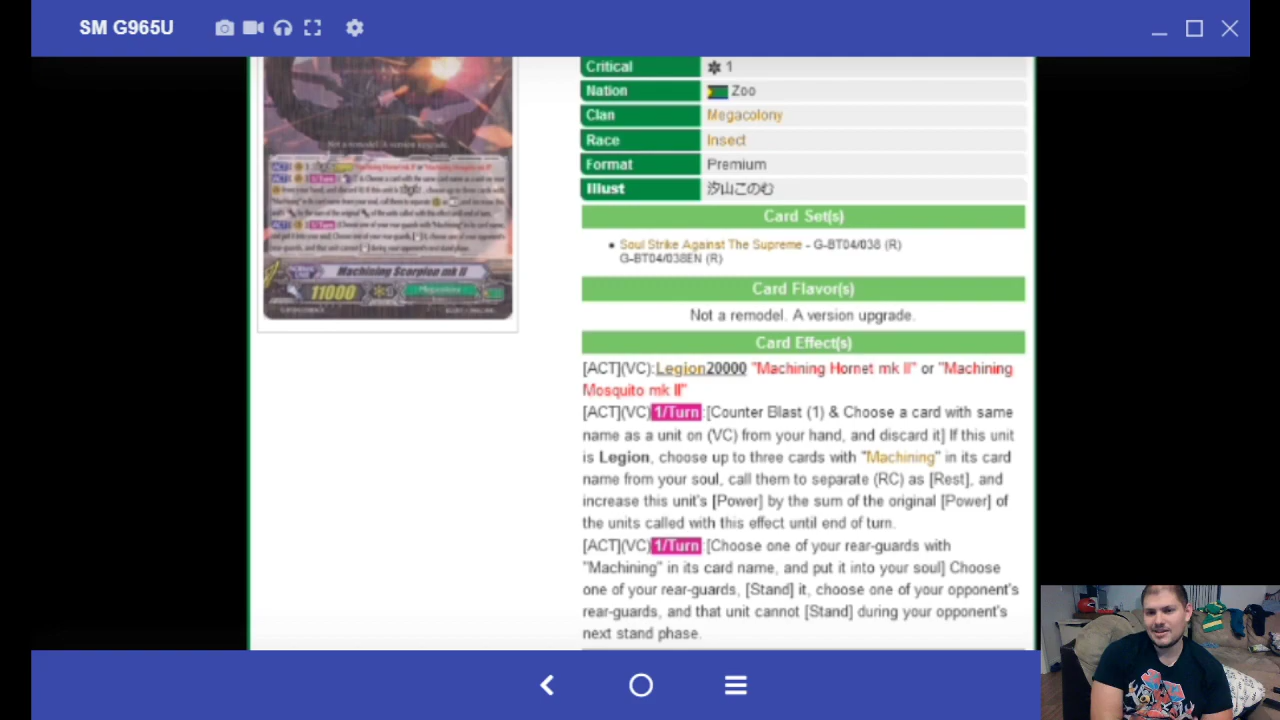 SM G965U
Critical 1
Nation Zoo
Clan Megacolony
Race Insect
Format Premium
Illust 汐山このむ
Card Set(s)
• Soul Strike Against The Supreme - G-BT04/038 (R)
G-BT04/038EN (R)
Card Flavor(s)
Not a remodel. A version upgrade.
Card Effect(s)
[ACT](VC):Legion20000 "Machining Hornet mk II" or "Machining
Mosquito mk II"
[ACT](VC)1/Turn:[Counter Blast (1) & Choose a card with same
name as a unit on (VC) from your hand, and discard it] If this unit
is Legion, choose up to three cards with "Machining" in its card
name from your soul, call them to separate (RC) as [Rest], and
increase this unit's [Power] by the sum of the original [Power] of
the units called with this effect until end of turn.
[ACT](VC)1/Turn:[Choose one of your rear-guards with
"Machining" in its card name, and put it into your soul] Choose
one of your rear-guards, [Stand] it, choose one of your opponent's
rear-guards, and that unit cannot [Stand] during your opponent's
next stand phase.
Not a remodel. A version upgrade.
Machining Scorpion mk II
11000
Megacolony